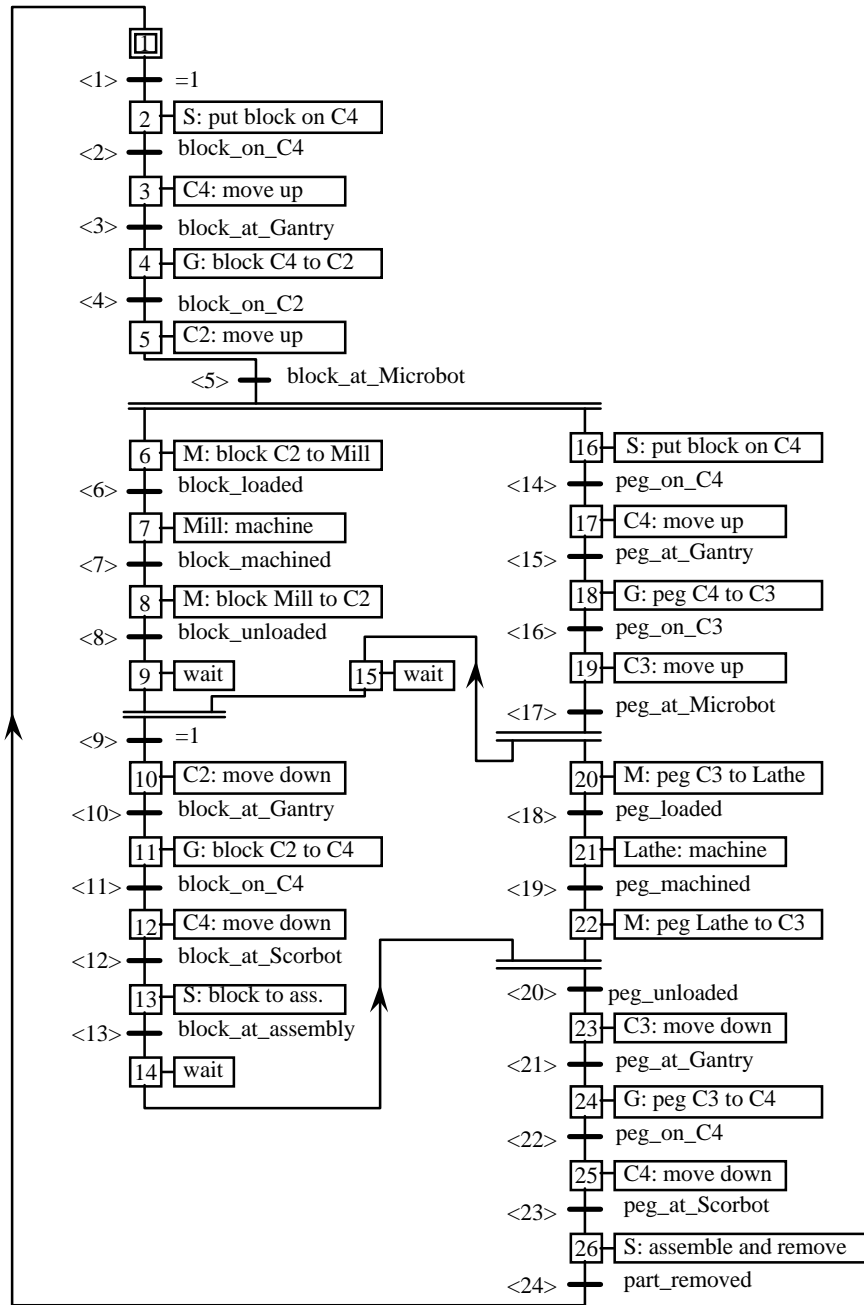 1
<1> =1
2 S: put block on C4
<2> block_on_C4
3 C4: move up
<3> block_at_Gantry
4 G: block C4 to C2
<4> block_on_C2
5 C2: move up
<5> block_at_Microbot
6 M: block C2 to Mill
<6> block_loaded
7 Mill: machine
<7> block_machined
8 M: block Mill to C2
<8> block_unloaded
9 wait
15 wait
<9> =1
10 C2: move down
<10> block_at_Gantry
11 G: block C2 to C4
<11> block_on_C4
12 C4: move down
<12> block_at_Scorbot
13 S: block to ass.
<13> block_at_assembly
14 wait
16 S: put block on C4
<14> peg_on_C4
17 C4: move up
<15> peg_at_Gantry
18 G: peg C4 to C3
<16> peg_on_C3
19 C3: move up
<17> peg_at_Microbot
20 M: peg C3 to Lathe
<18> peg_loaded
21 Lathe: machine
<19> peg_machined
22 M: peg Lathe to C3
<20> peg_unloaded
23 C3: move down
<21> peg_at_Gantry
24 G: peg C3 to C4
<22> peg_on_C4
25 C4: move down
<23> peg_at_Scorbot
26 S: assemble and remove
<24> part_removed